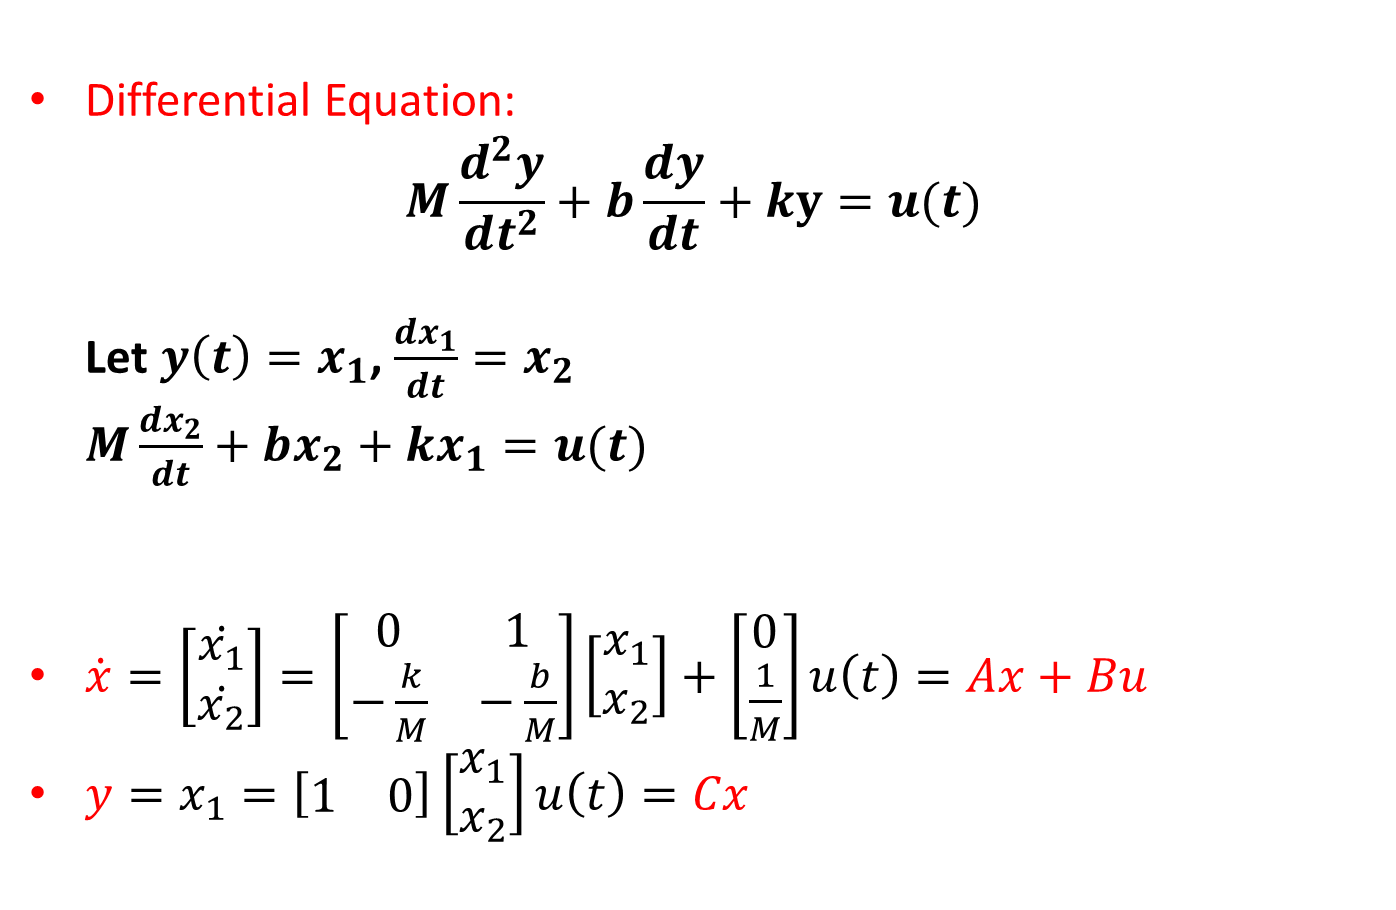 • Differential Equation:
M d²y/dt² + b dy/dt + ky = u(t)
Let y(t) = x₁, dx₁/dt = x₂
M dx₂/dt + bx₂ + kx₁ = u(t)
• ẋ = [ẋ₁; ẋ₂] = [0 1; −k/M −b/M] [x₁; x₂] + [0; 1/M] u(t) = Ax + Bu
• y = x₁ = [1 0] [x₁; x₂] u(t) = Cx